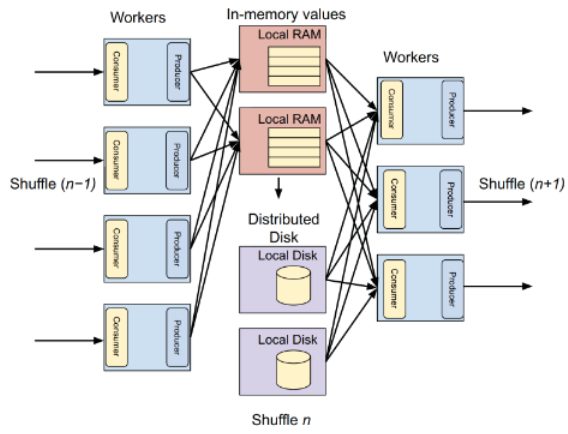 In-memory values
Workers
Local RAM
Workers
Consumer
Producer
Local RAM
Consumer
Producer
Consumer
Producer
Shuffle (n−1)
Consumer
Producer
Shuffle (n+1)
Distributed
Disk
Consumer
Producer
Local Disk
Consumer
Producer
Consumer
Producer
Local Disk
Shuffle n